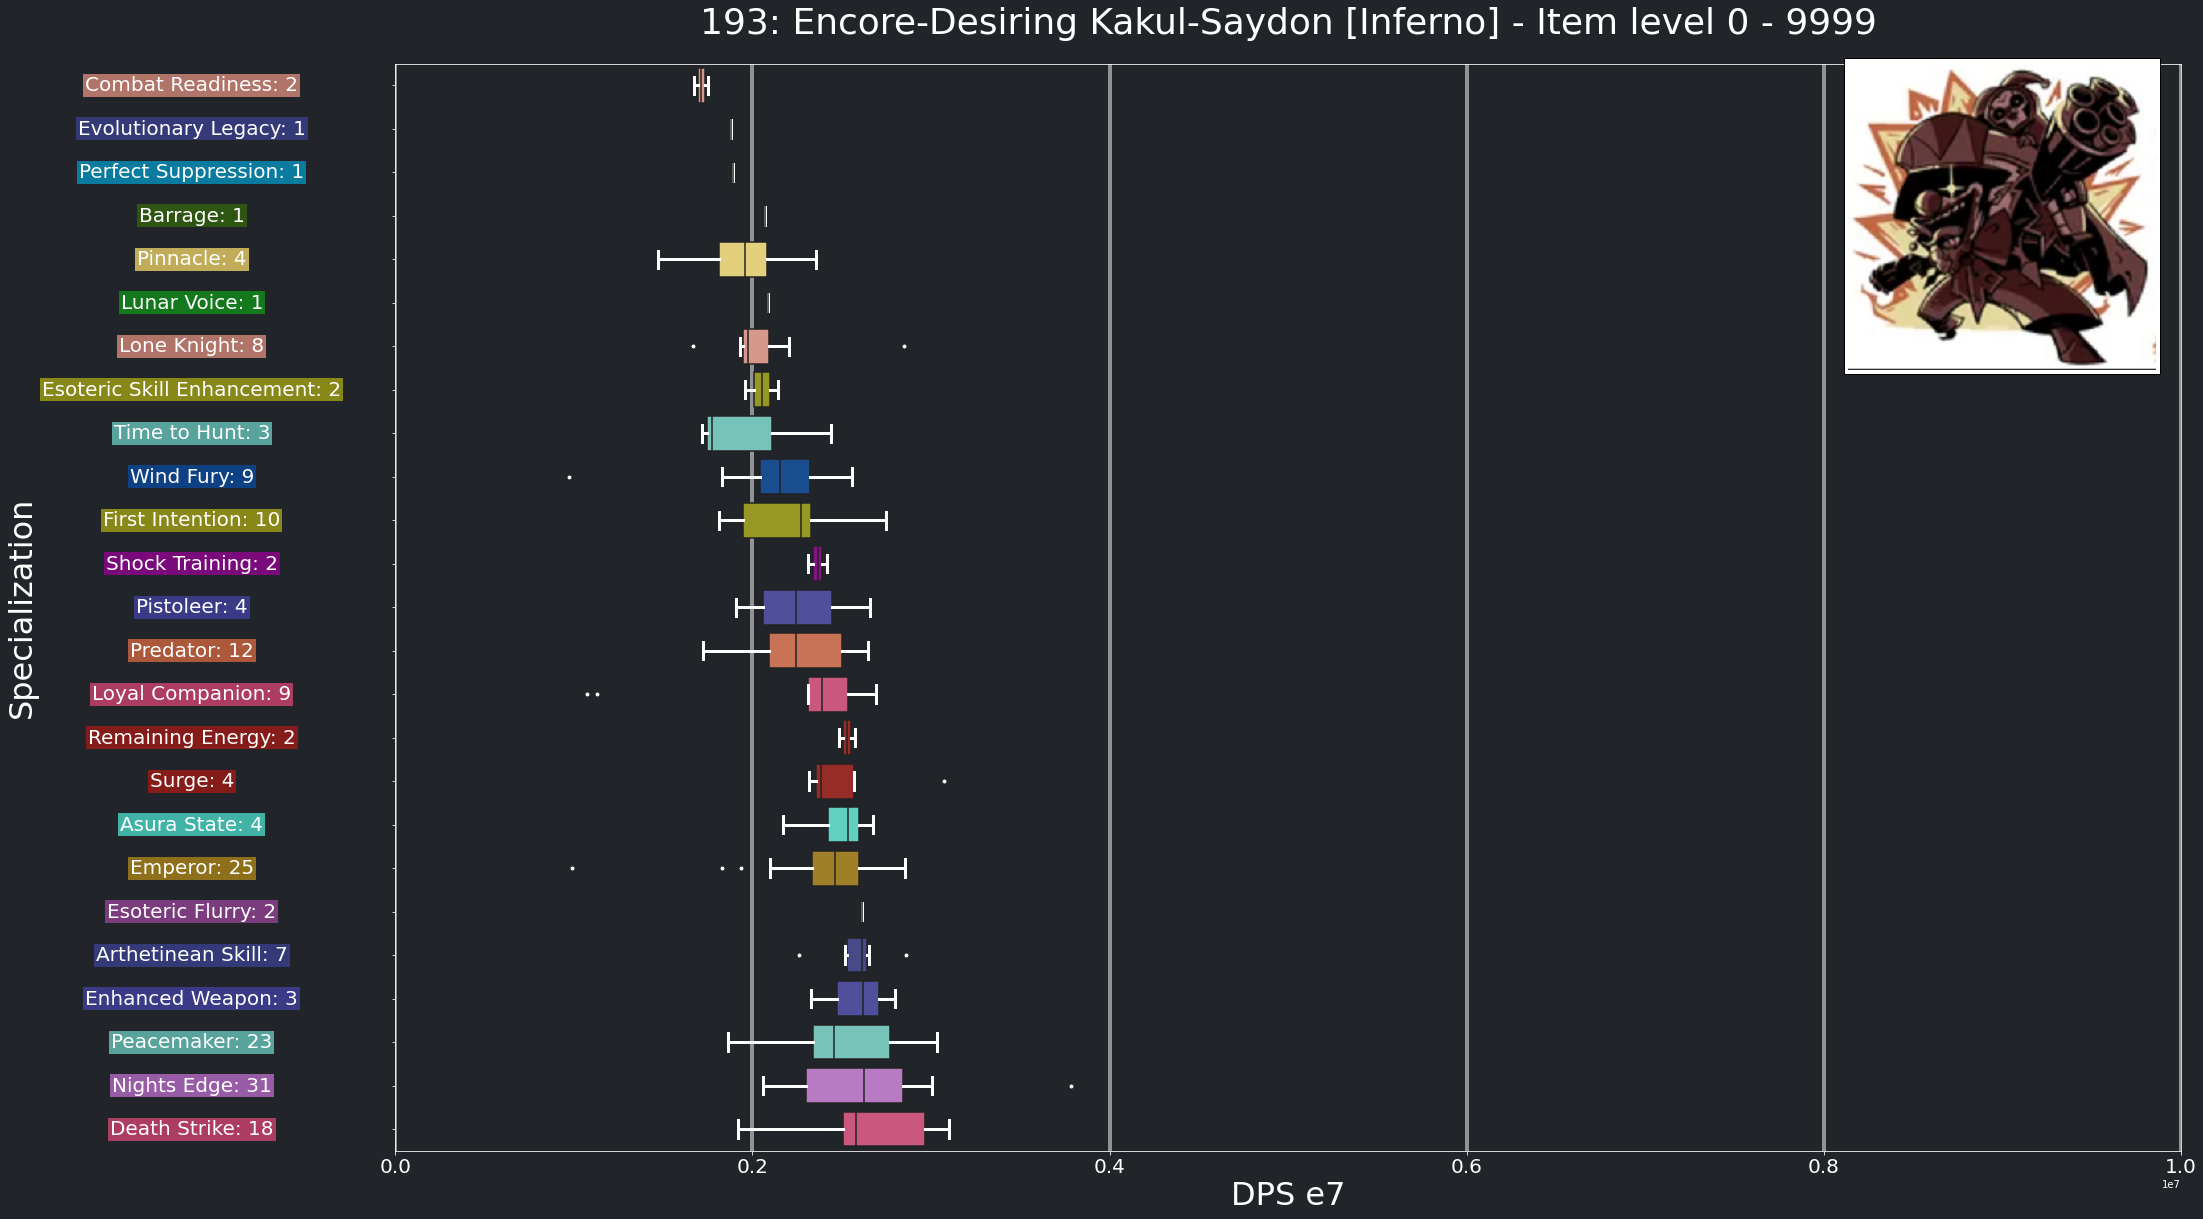 193: Encore-Desiring Kakul-Saydon [Inferno] - Item level 0 - 9999
Combat Readiness: 2
Evolutionary Legacy: 1
Perfect Suppression: 1
Barrage: 1
Pinnacle: 4
Lunar Voice: 1
Lone Knight: 8
Esoteric Skill Enhancement: 2
Time to Hunt: 3
Wind Fury: 9
First Intention: 10
Shock Training: 2
Pistoleer: 4
Predator: 12
Loyal Companion: 9
Remaining Energy: 2
Surge: 4
Asura State: 4
Emperor: 25
Esoteric Flurry: 2
Arthetinean Skill: 7
Enhanced Weapon: 3
Peacemaker: 23
Nights Edge: 31
Death Strike: 18
Specialization
0.0 0.2 0.4 0.6 0.8 1.0
1e7
DPS e7